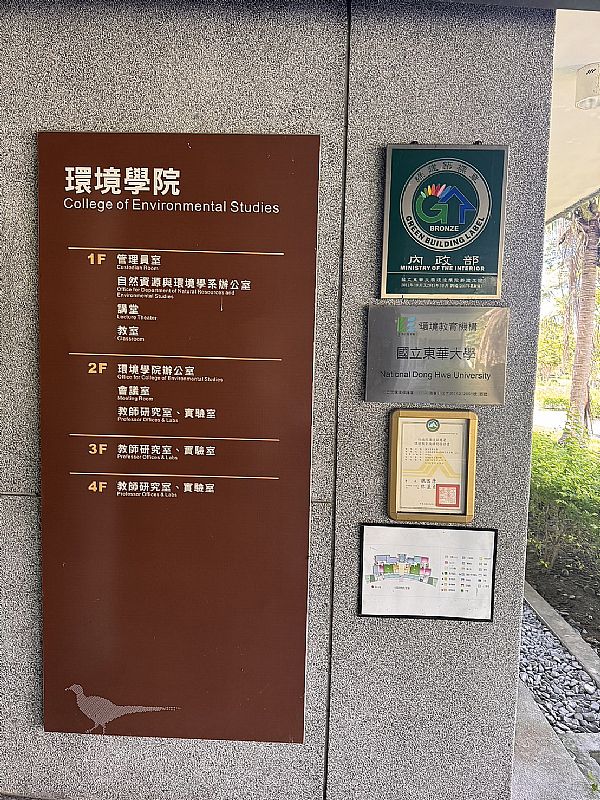 環境學院
College of Environmental Studies
1F 管理員室
Custodian Room
自然資源與環境學系辦公室
Office for Department of Natural Resources and
Environmental Studies
講堂
Lecture Theater
教室
Classroom
2F 環境學院辦公室
Office for College of Environmental Studies
會議室
Meeting Room
教師研究室、實驗室
Professor Offices & Labs
3F 教師研究室、實驗室
Professor Offices & Labs
4F 教師研究室、實驗室
Professor Offices & Labs
BRONZE
GREEN BUILDING LABEL
內政部
MINISTRY OF THE INTERIOR
環境教育機構
國立東華大學
National Dong Hwa University